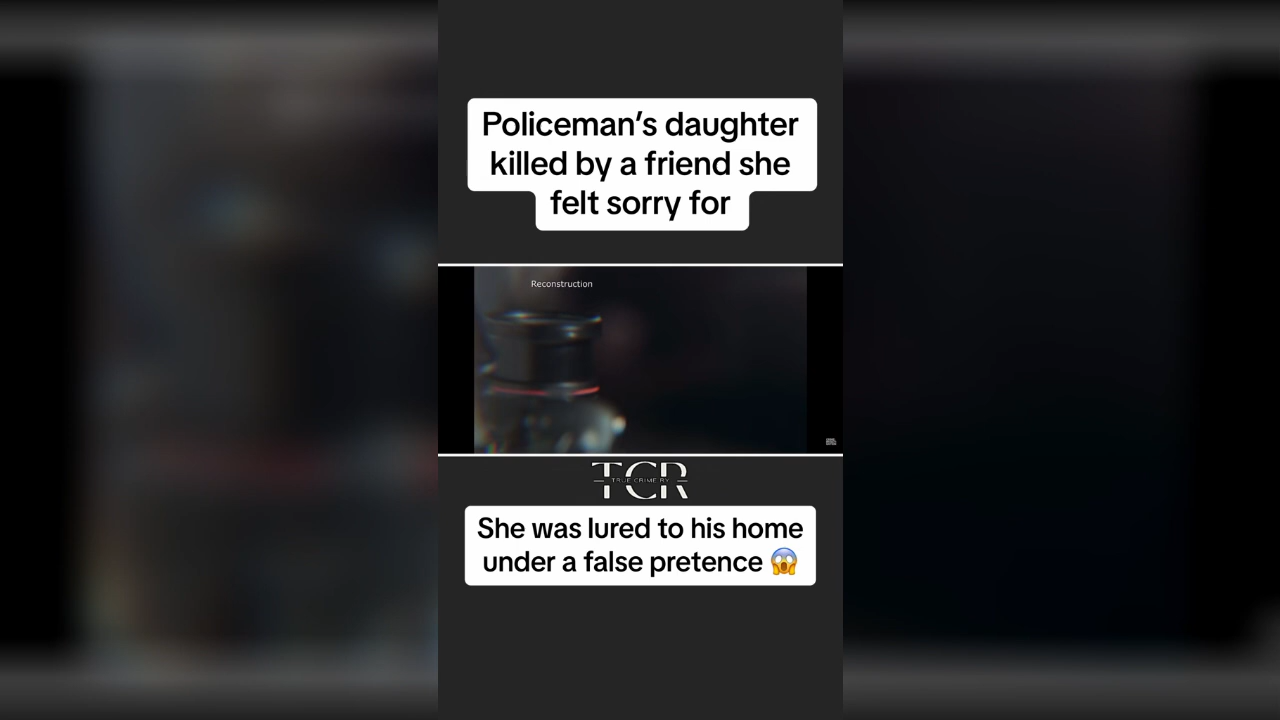 Policeman’s daughter
killed by a friend she
felt sorry for
Reconstruction
TCR
TRUE CRIME BY
She was lured to his home
under a false pretence 😱